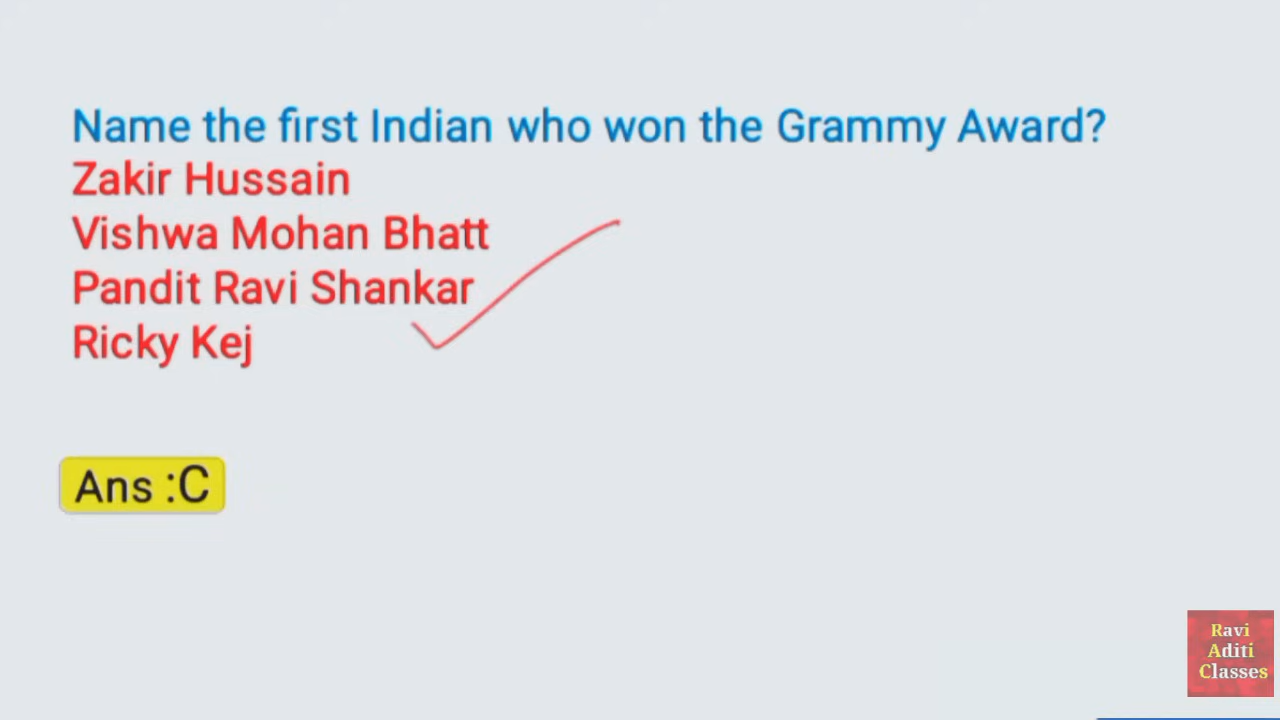 Name the first Indian who won the Grammy Award?
Zakir Hussain
Vishwa Mohan Bhatt
Pandit Ravi Shankar
Ricky Kej
Ans :C
Ravi
Aditi
Classes